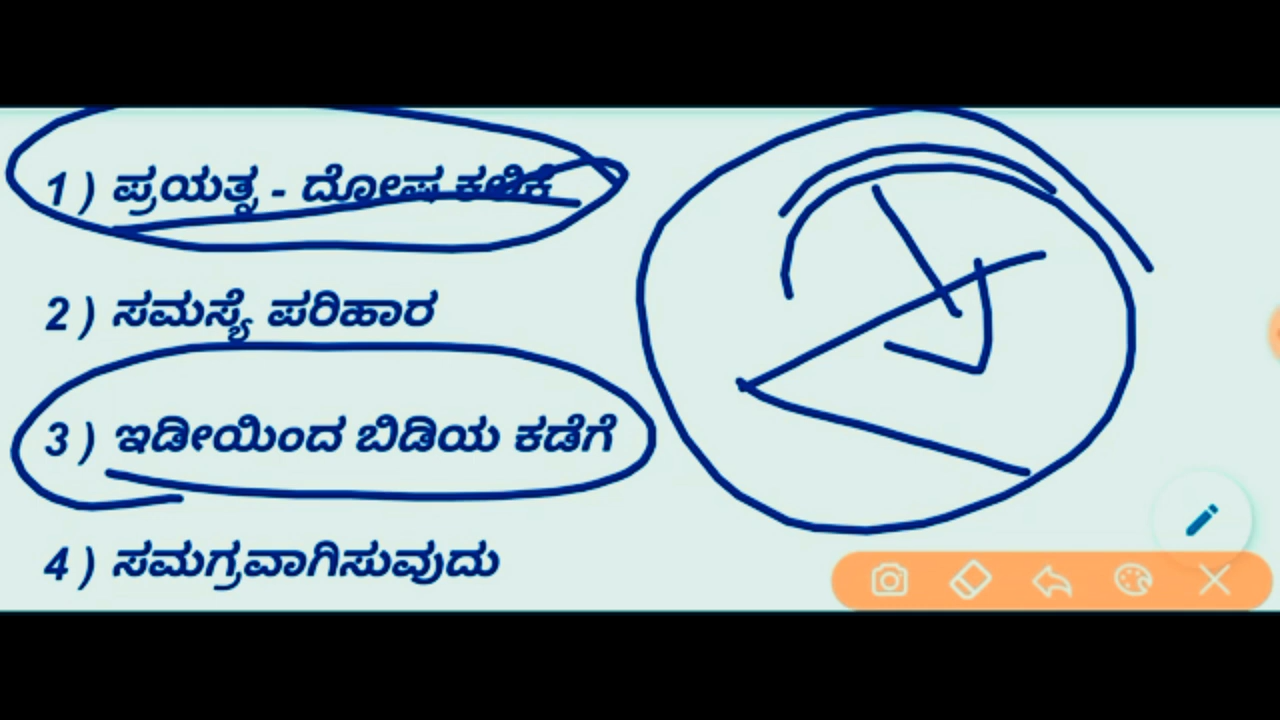 1) ಪ್ರಯತ್ನ - ದೋಷ ಕಲಿಕೆ
2) ಸಮಸ್ಯೆ ಪರಿಹಾರ
3) ಇಡೀಯಿಂದ ಬಿಡಿಯ ಕಡೆಗೆ
4) ಸಮಗ್ರವಾಗಿಸುವುದು